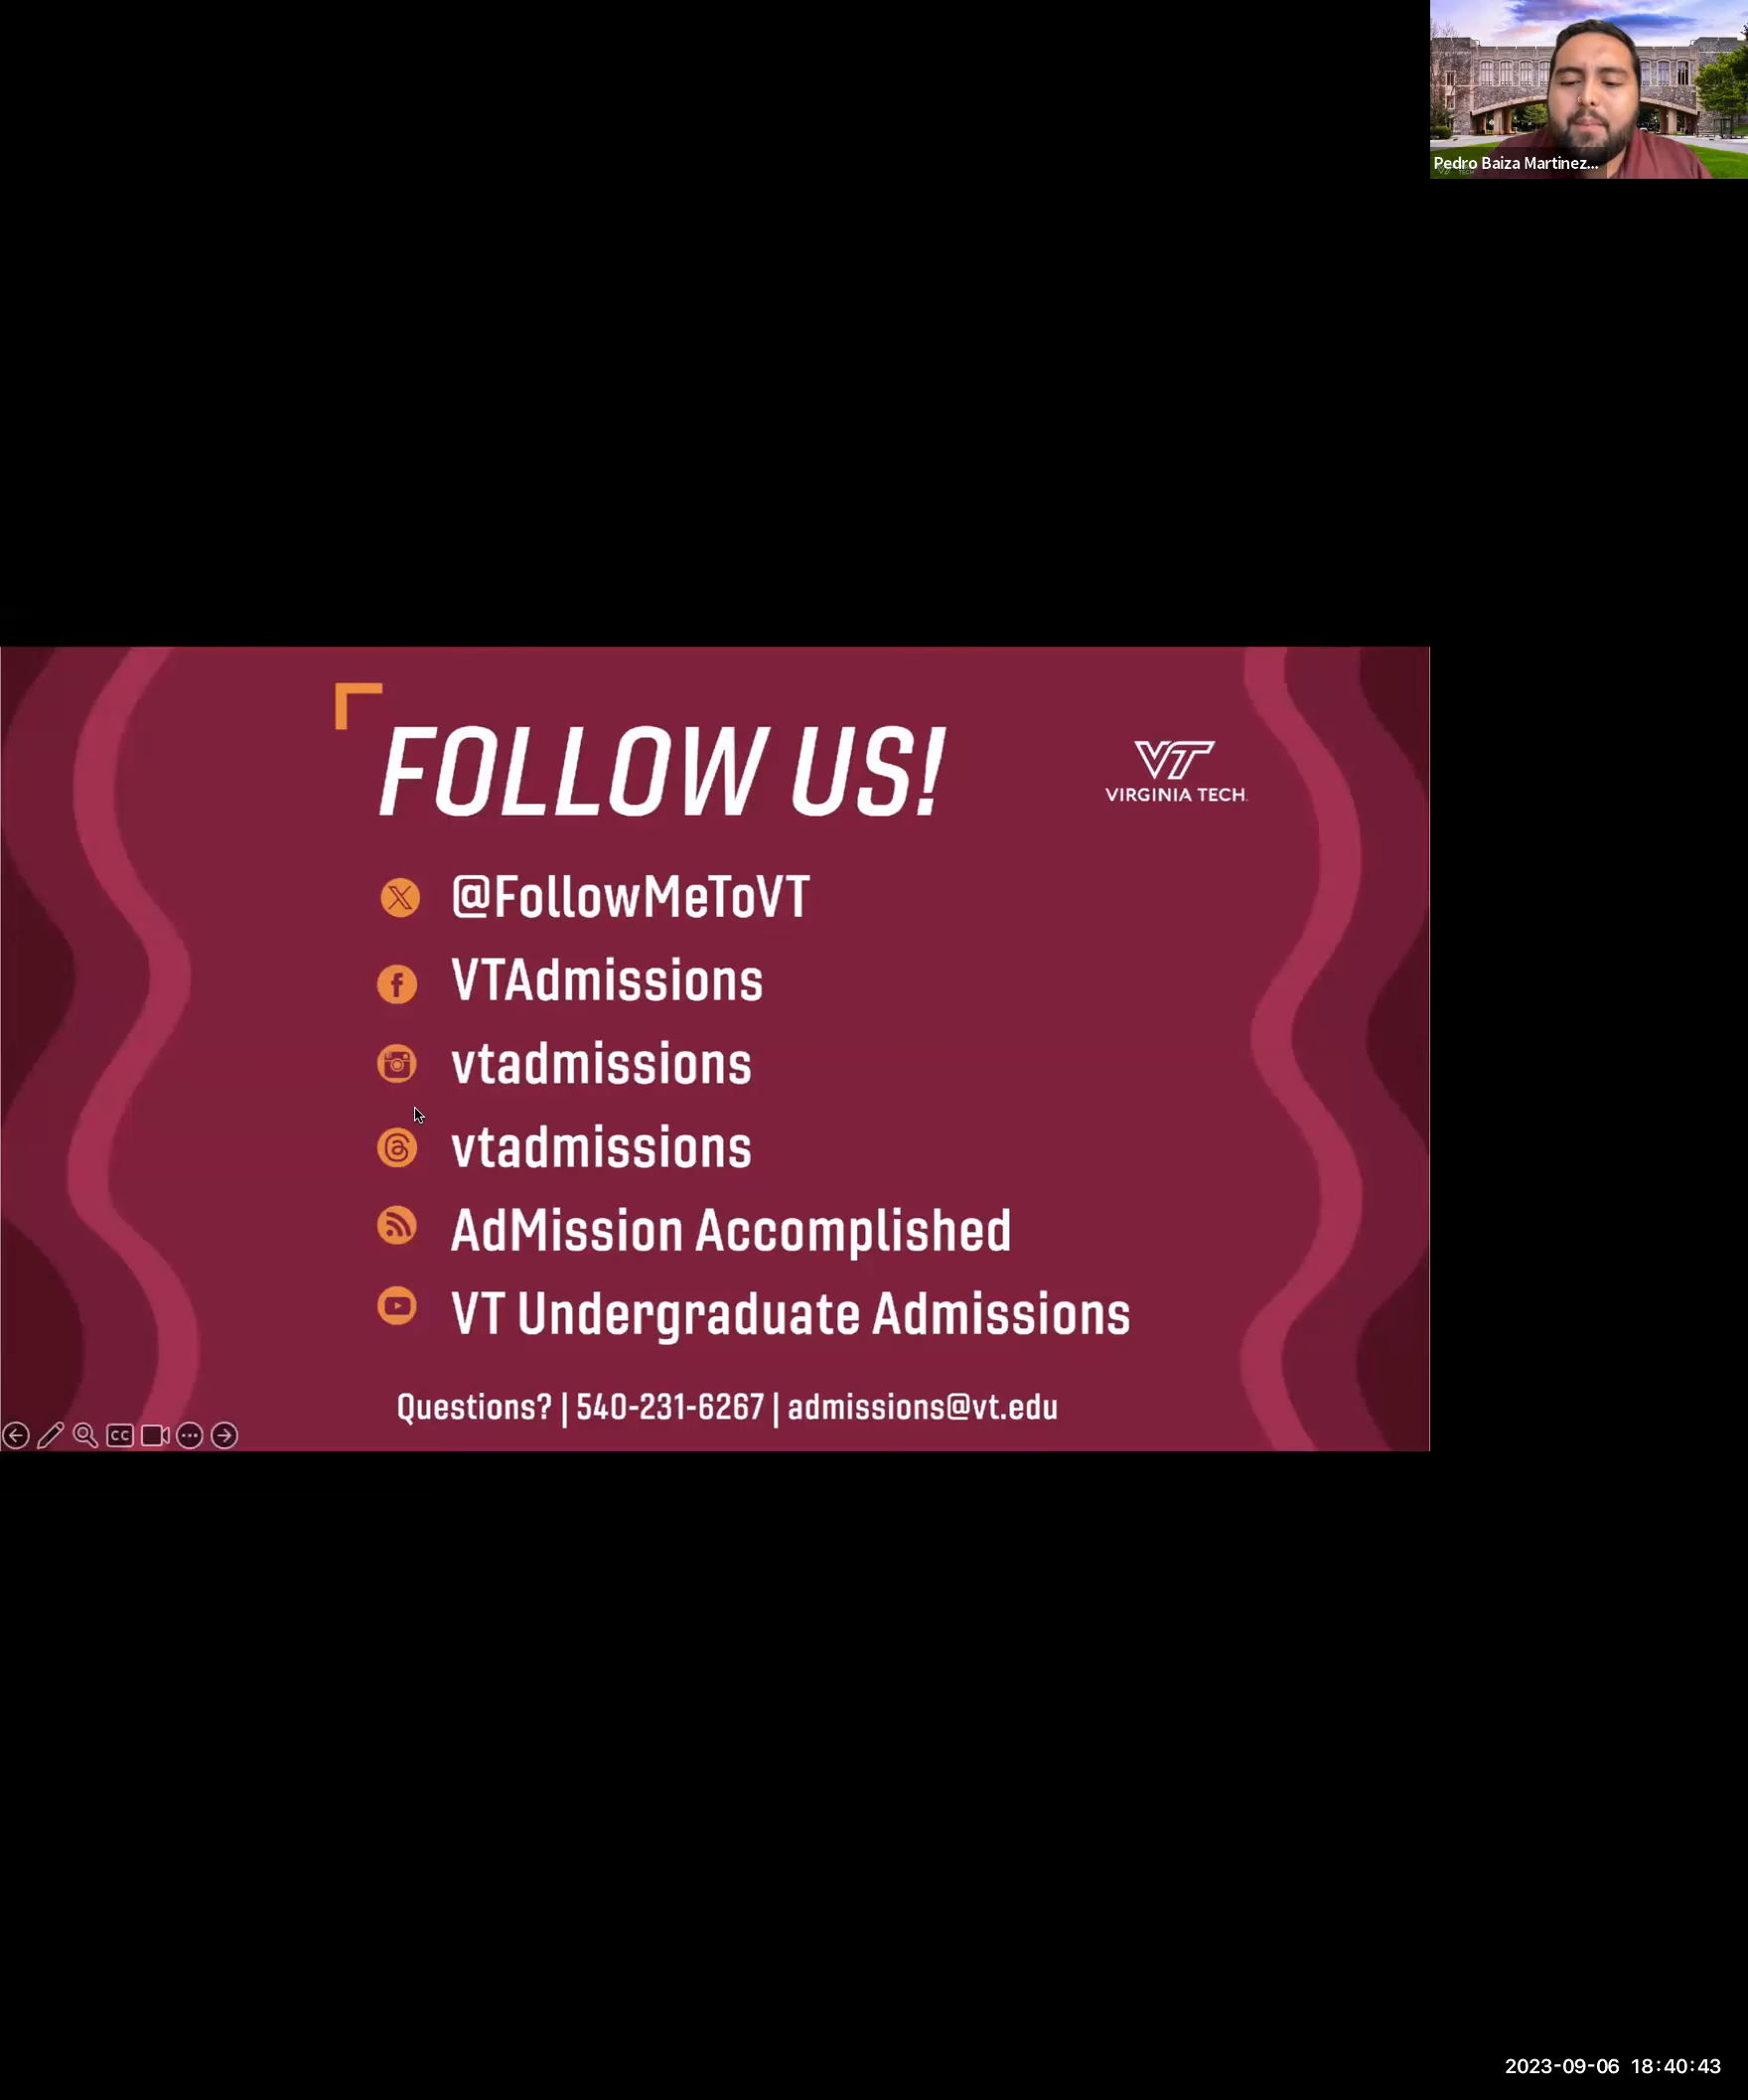 Pedro Baiza Martinez...
FOLLOW US!
VIRGINIA TECH
@FollowMeToVT
VTAdmissions
vtadmissions
vtadmissions
AdMission Accomplished
VT Undergraduate Admissions
Questions? | 540-231-6267 | admissions@vt.edu
CC
2023-09-06 18:40:43